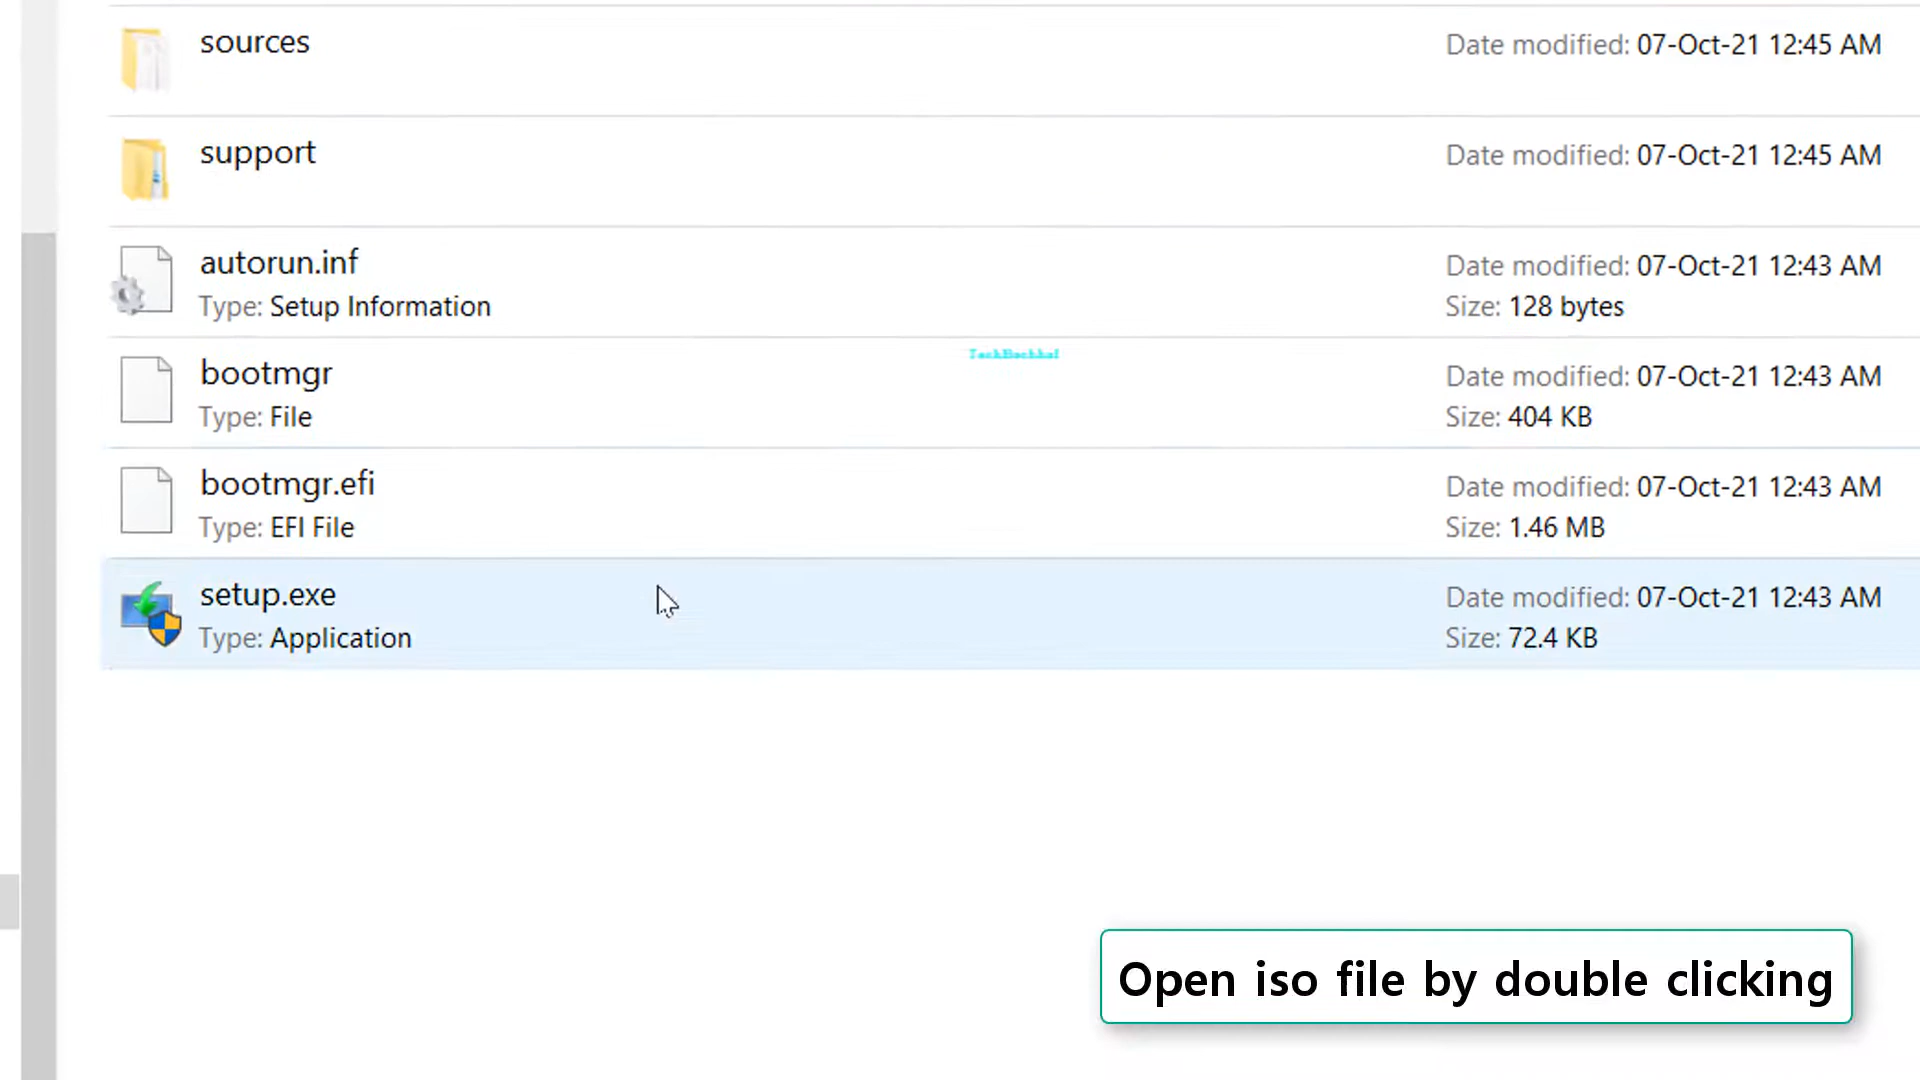 sources
Date modified: 07-Oct-21 12:45 AM
support
Date modified: 07-Oct-21 12:45 AM
autorun.inf
Date modified: 07-Oct-21 12:43 AM
Type: Setup Information
Size: 128 bytes
bootmgr
Date modified: 07-Oct-21 12:43 AM
Type: File
Size: 404 KB
bootmgr.efi
Date modified: 07-Oct-21 12:43 AM
Type: EFI File
Size: 1.46 MB
setup.exe
Date modified: 07-Oct-21 12:43 AM
Type: Application
Size: 72.4 KB
Open iso file by double clicking